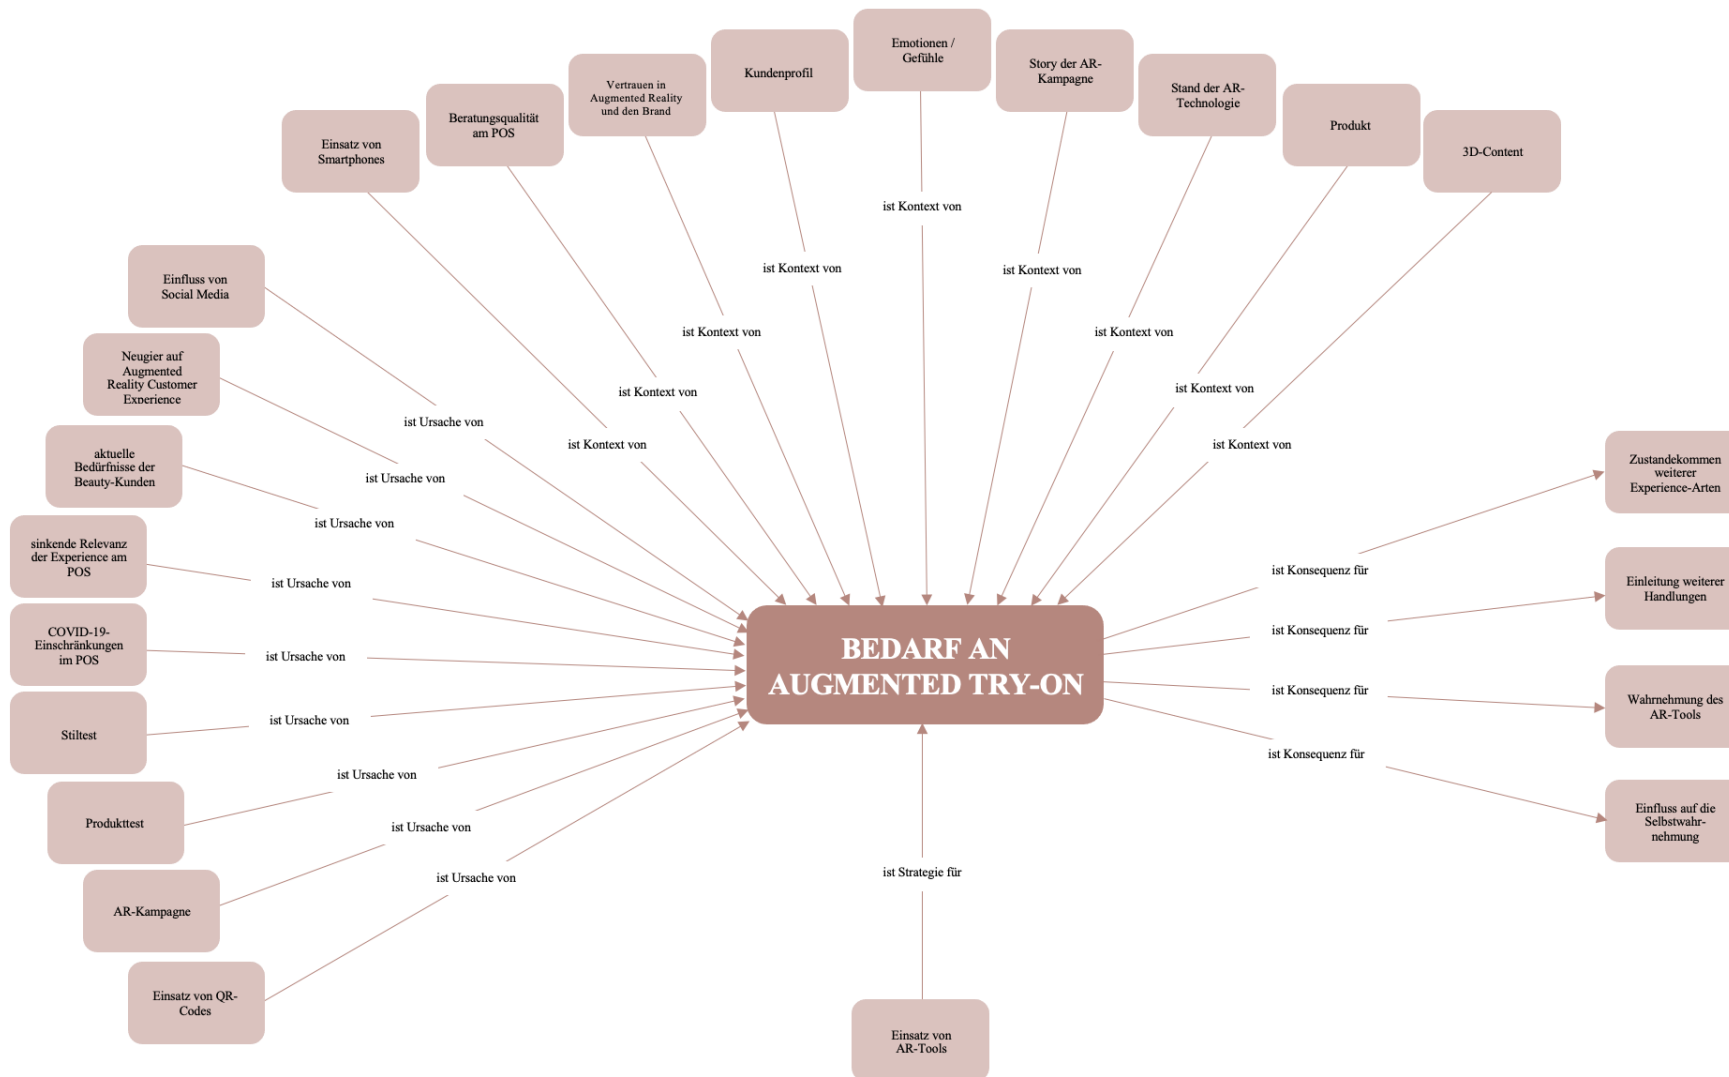 Emotionen /
Gefühle
Kundenprofil
Story der AR-
Kampagne
Vertrauen in
Augmented Reality
und den Brand
Stand der AR-
Technologie
Beratungsqualität
am POS
Produkt
Einsatz von
Smartphones
3D-Content
ist Kontext von
ist Kontext von
ist Kontext von
ist Kontext von
ist Kontext von
ist Kontext von
ist Kontext von
ist Kontext von
ist Kontext von
Einfluss von
Social Media
ist Ursache von
Neugier auf
Augmented
Reality Customer
Experience
ist Ursache von
aktuelle
Bedürfnisse der
Beauty-Kunden
ist Ursache von
sinkende Relevanz
der Experience am
POS
ist Ursache von
COVID-19-
Einschränkungen
im POS
ist Ursache von
Stiltest
ist Ursache von
Produkttest
ist Ursache von
AR-Kampagne
ist Ursache von
Einsatz von QR-
Codes
ist Ursache von
BEDARF AN
AUGMENTED TRY-ON
ist Konsequenz für
Zustandekommen
weiterer
Experience-Arten
ist Konsequenz für
Einleitung weiterer
Handlungen
ist Konsequenz für
Wahrnehmung des
AR-Tools
ist Konsequenz für
Einfluss auf die
Selbstwahr-
nehmung
ist Strategie für
Einsatz von
AR-Tools